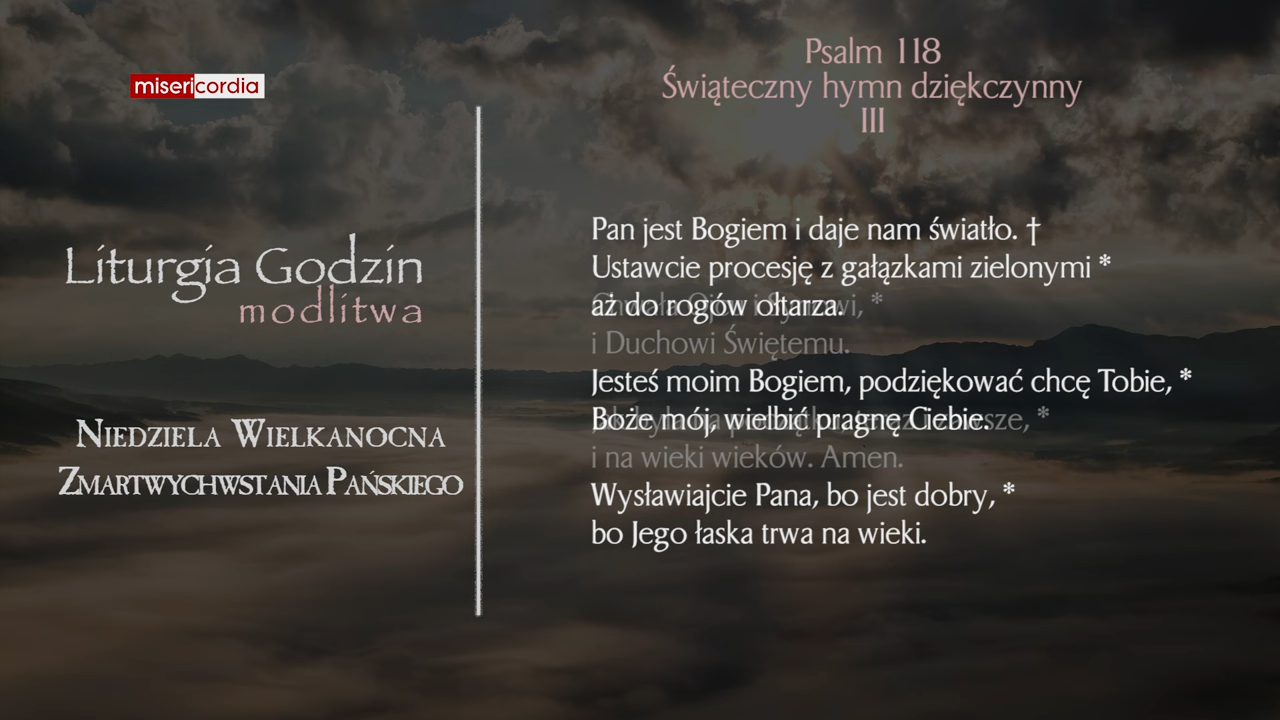 misericordia
Liturgia Godzin
modlitwa
NIEDZIELA WIELKANOCNA
ZMARTWYCHWSTANIA PAŃSKIEGO
Psalm 118
Świąteczny hymn dziękczynny
III
Pan jest Bogiem i daje nam światło. †
Ustawcie procesję z gałązkami zielonymi *
aż do rogów ołtarza.
i Duchowi Świętemu.
Jesteś moim Bogiem, podziękować chcę Tobie, *
Boże mój, wielbić pragnę Ciebie.
i na wieki wieków. Amen.
Wysławiajcie Pana, bo jest dobry, *
bo Jego łaska trwa na wieki.